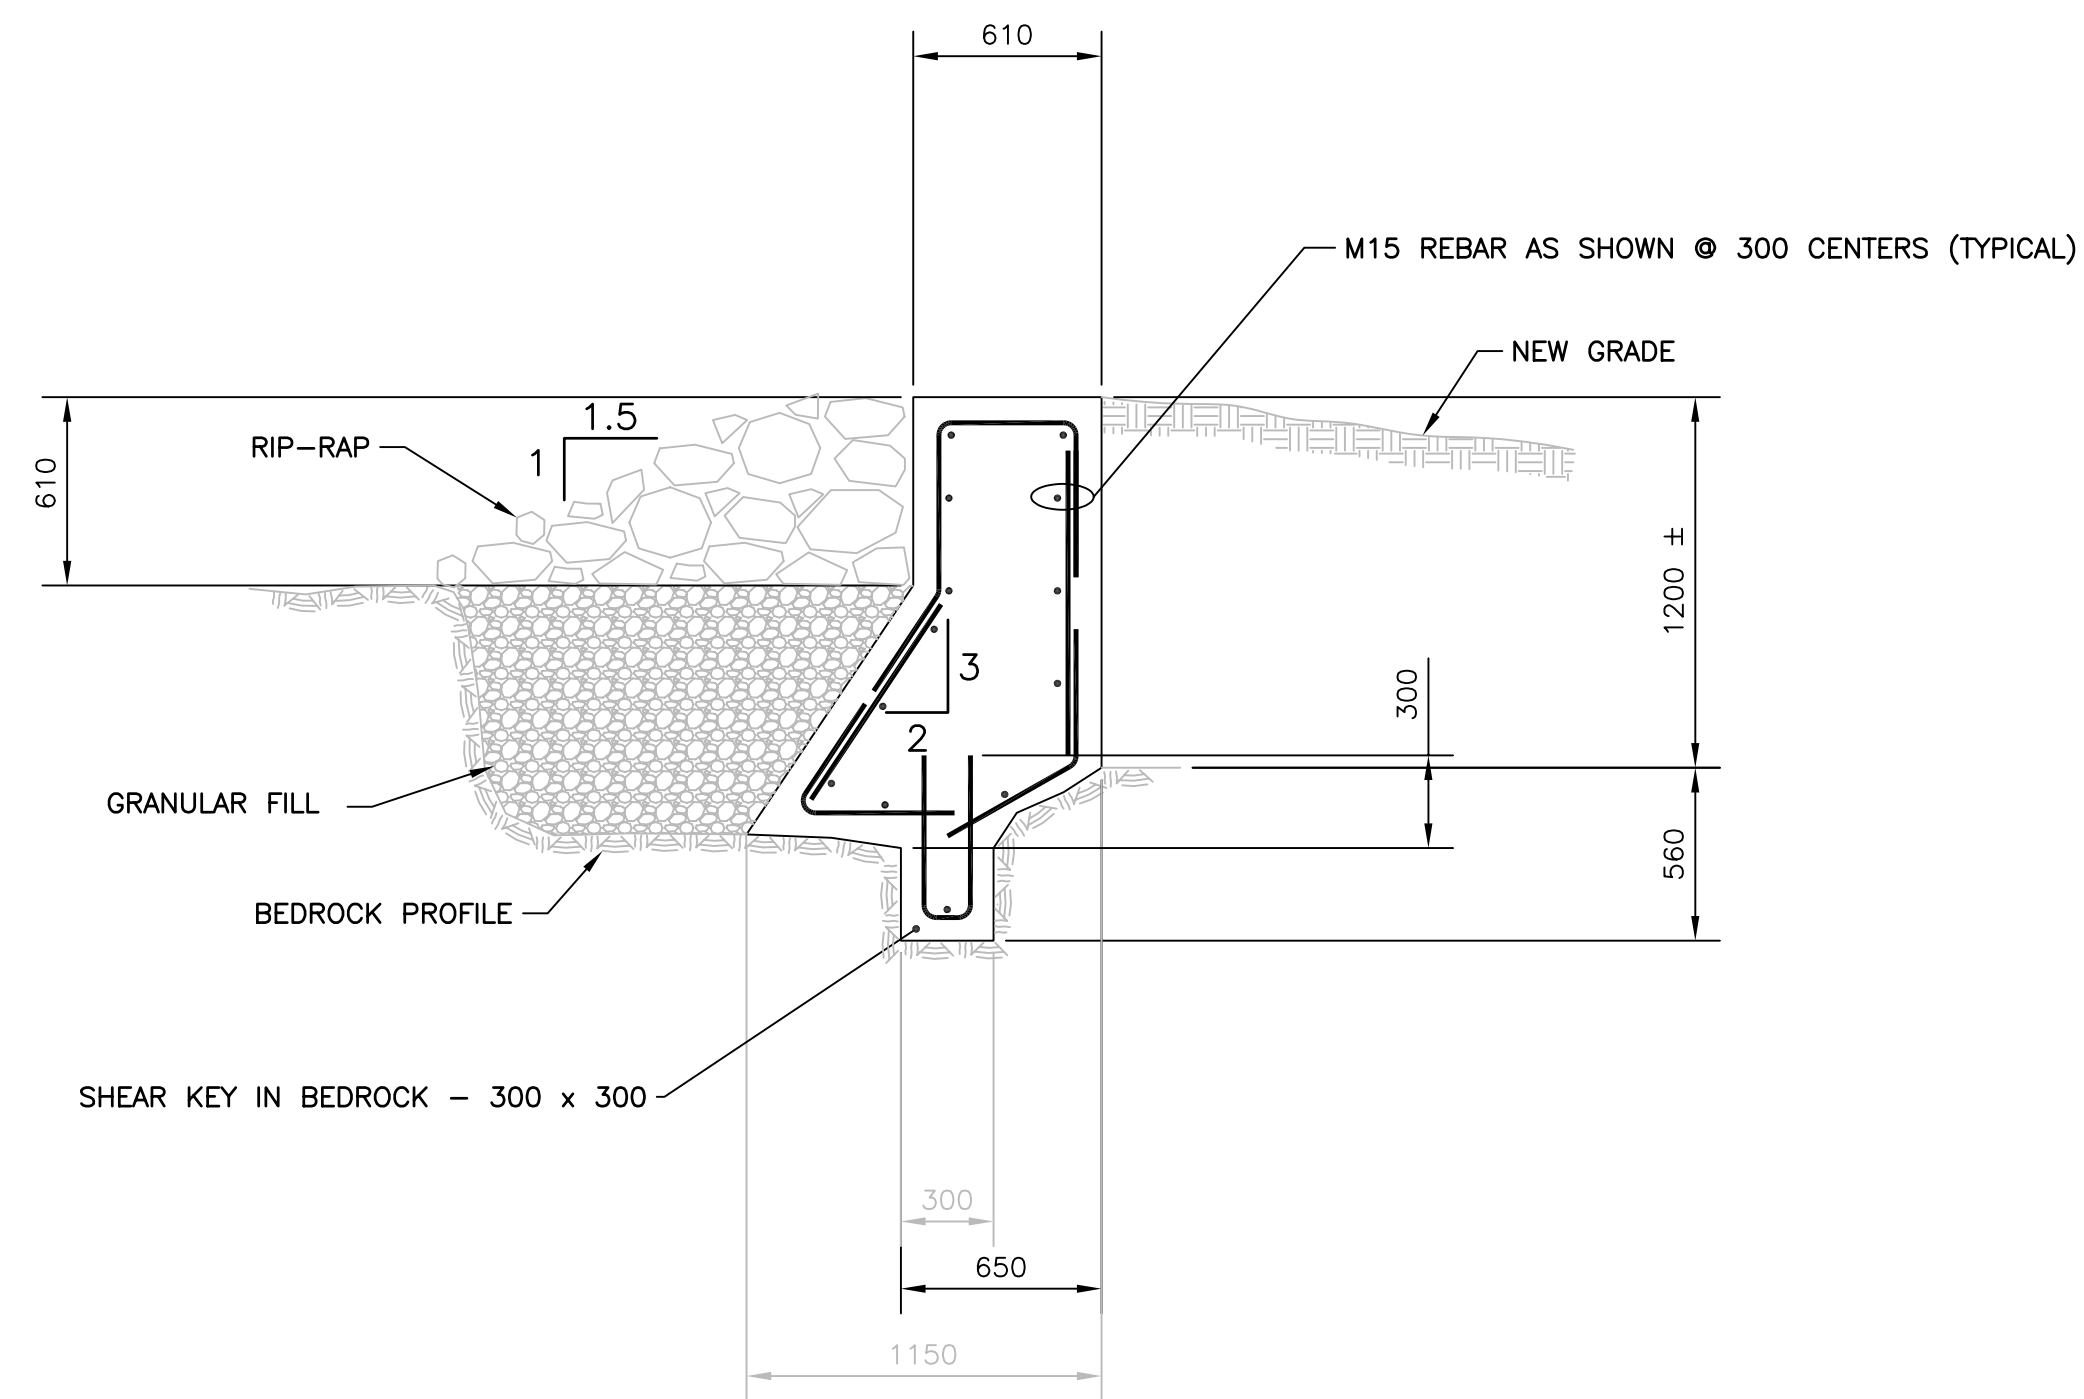 610
M15 REBAR AS SHOWN @ 300 CENTERS (TYPICAL)
NEW GRADE
1.5
RIP-RAP
1
610
1200 ±
3
300
2
GRANULAR FILL
560
BEDROCK PROFILE
SHEAR KEY IN BEDROCK - 300 x 300
300
650
1150